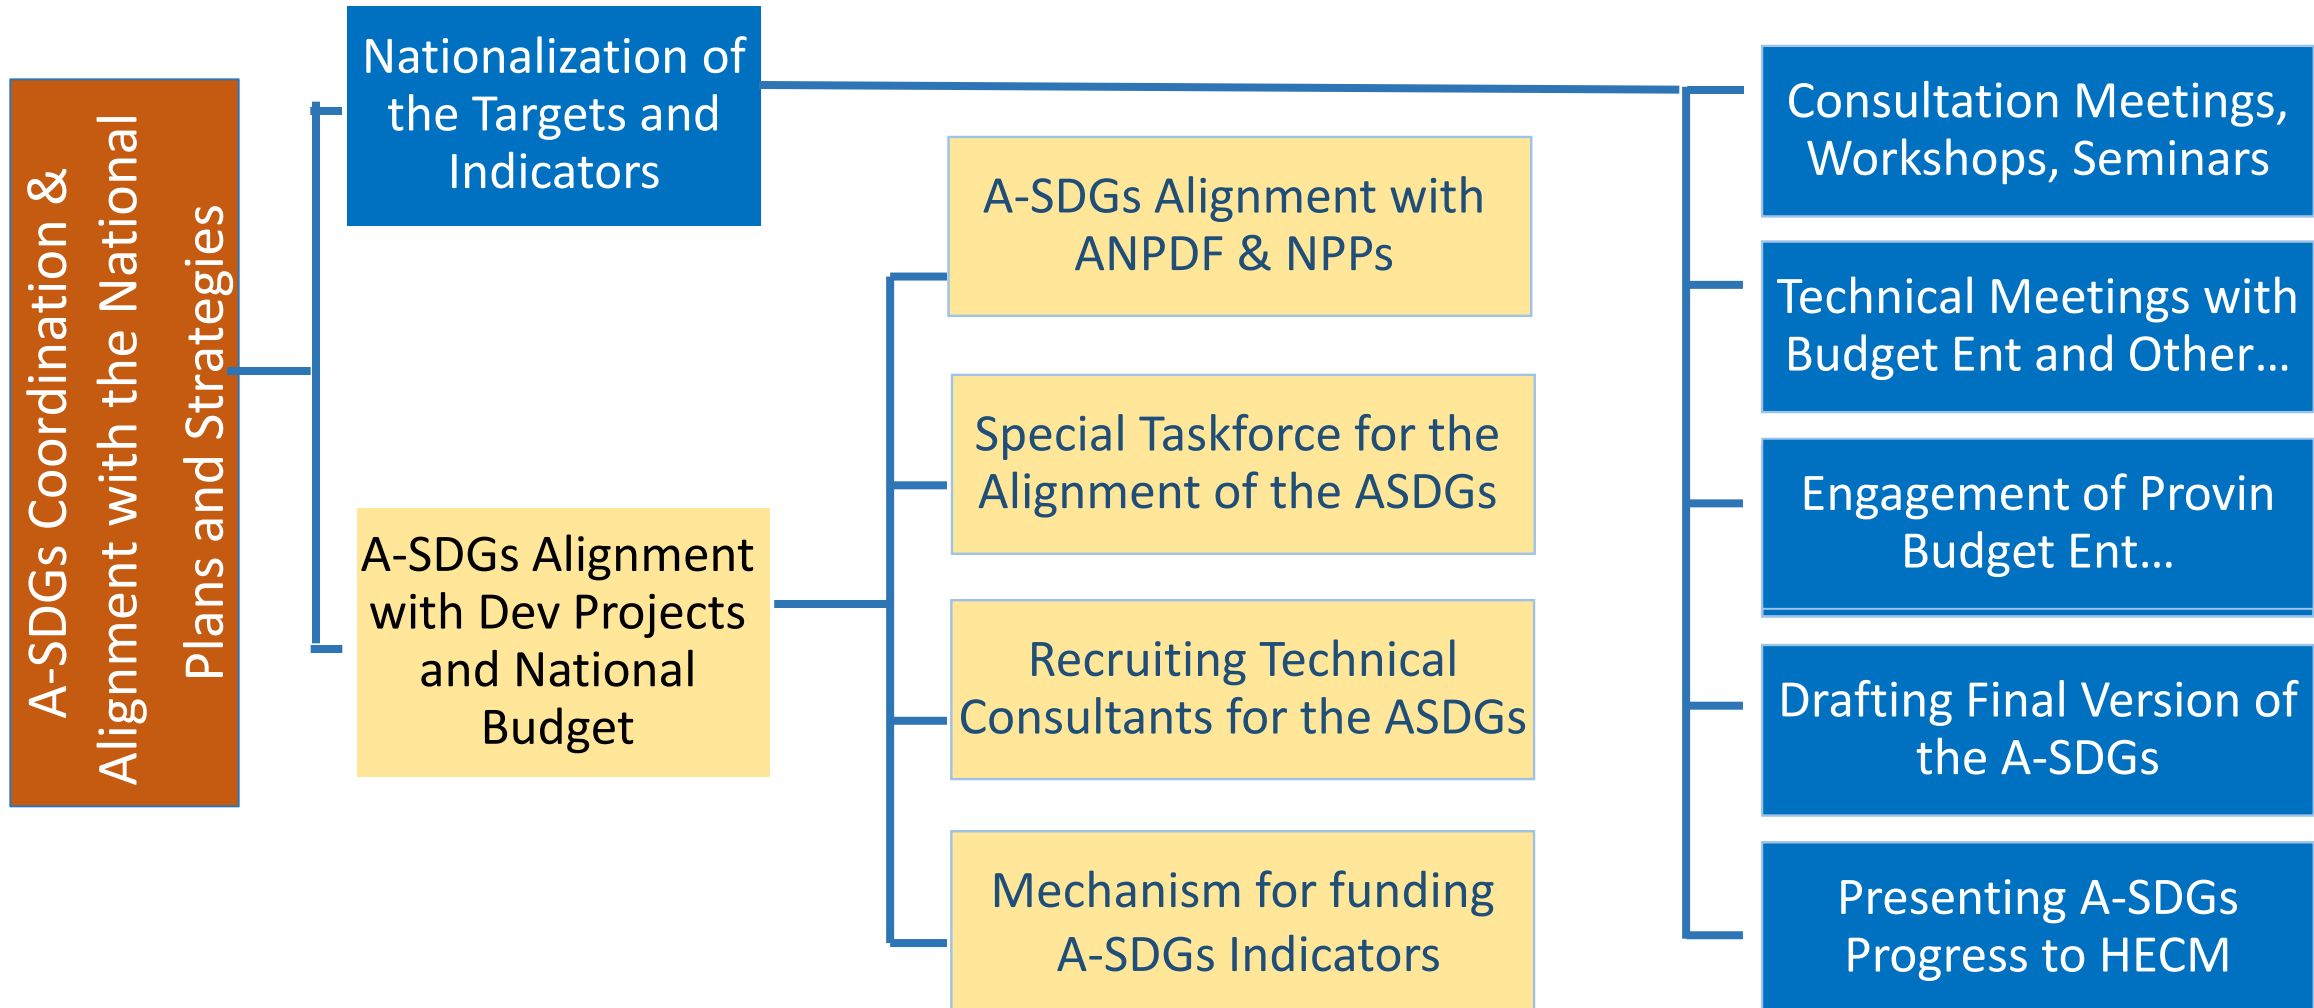 A-SDGs Coordination &
Alignment with the National
Plans and Strategies
Nationalization of
the Targets and
Indicators
A-SDGs Alignment
with Dev Projects
and National
Budget
A-SDGs Alignment with
ANPDF & NPPs
Special Taskforce for the
Alignment of the ASDGs
Recruiting Technical
Consultants for the ASDGs
Mechanism for funding
A-SDGs Indicators
Consultation Meetings,
Workshops, Seminars
Technical Meetings with
Budget Ent and Other...
Engagement of Provin
Budget Ent...
Drafting Final Version of
the A-SDGs
Presenting A-SDGs
Progress to HECM